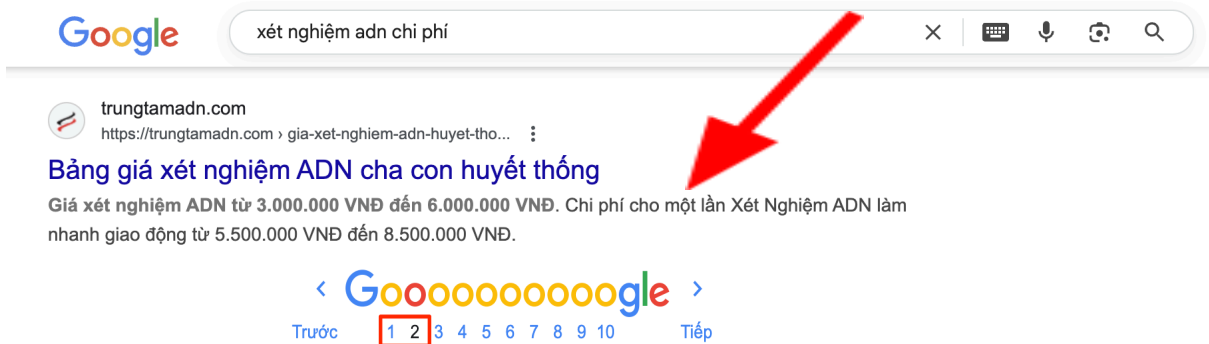 Google
xét nghiệm adn chi phí
trungtamadn.com
https://trungtamadn.com › gia-xet-nghiem-adn-huyet-tho...
Bảng giá xét nghiệm ADN cha con huyết thống
Giá xét nghiệm ADN từ 3.000.000 VNĐ đến 6.000.000 VNĐ. Chi phí cho một lần Xét Nghiệm ADN làm
nhanh giao động từ 5.500.000 VNĐ đến 8.500.000 VNĐ.
‹ Goooooooooogle ›
Trước 1 2 3 4 5 6 7 8 9 10 Tiếp